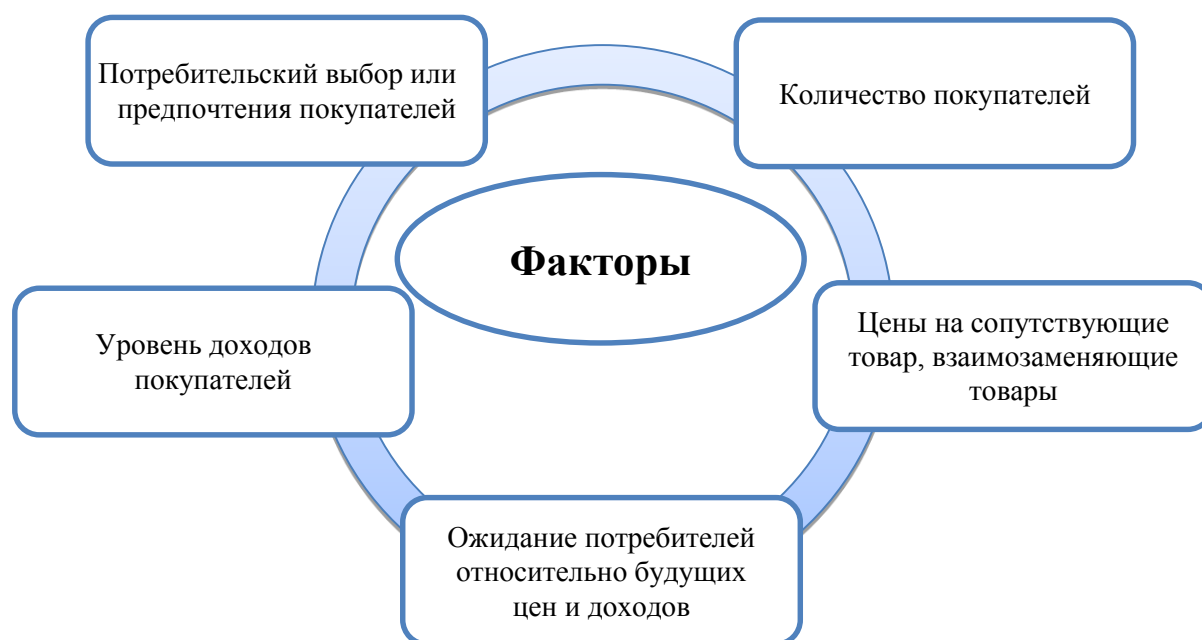 Потребительский выбор или
предпочтения покупателей
Количество покупателей
Факторы
Уровень доходов
покупателей
Цены на сопутствующие
товар, взаимозаменяющие
товары
Ожидание потребителей
относительно будущих
цен и доходов